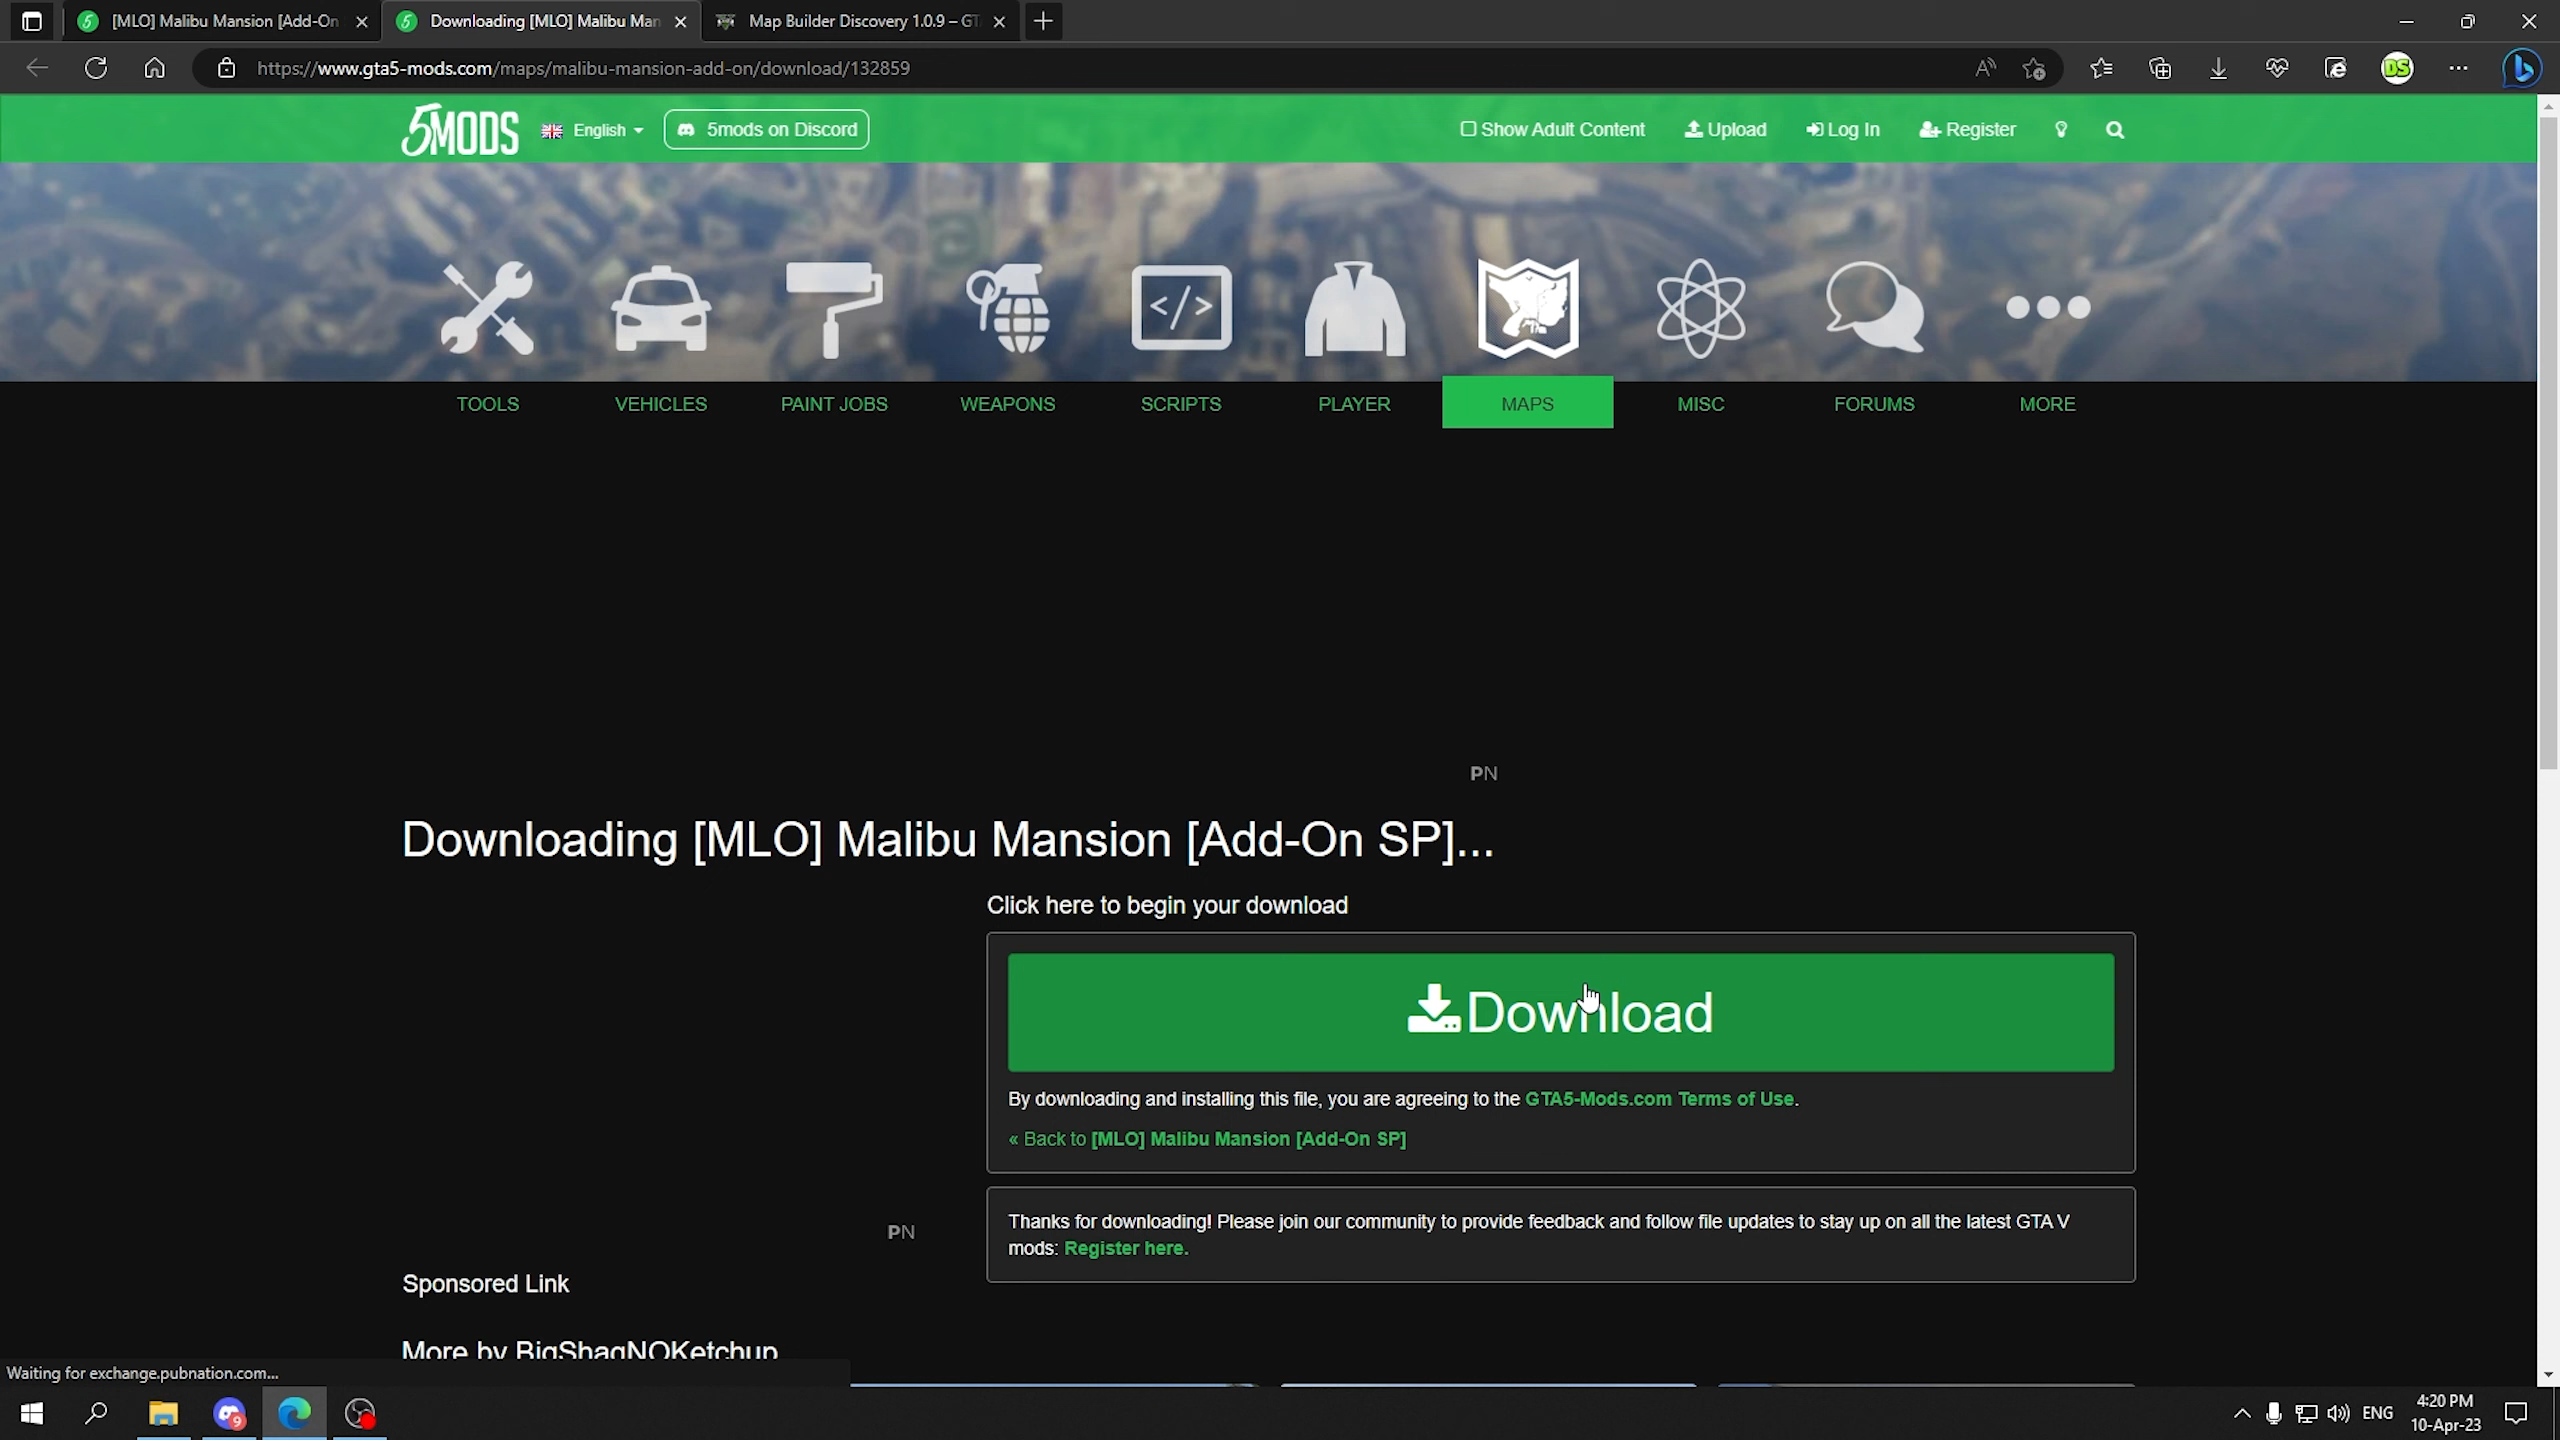 [MLO] Malibu Mansion [Add-On
Downloading [MLO] Malibu Man
Map Builder Discovery 1.0.9 – GT
https://www.gta5-mods.com/maps/malibu-mansion-add-on/download/132859
5MODS
English
5mods on Discord
Show Adult Content
Upload
Log In
Register
TOOLS
VEHICLES
PAINT JOBS
WEAPONS
SCRIPTS
PLAYER
MAPS
MISC
FORUMS
MORE
PN
Downloading [MLO] Malibu Mansion [Add-On SP]...
Click here to begin your download
Download
By downloading and installing this file, you are agreeing to the GTA5-Mods.com Terms of Use.
« Back to [MLO] Malibu Mansion [Add-On SP]
Thanks for downloading! Please join our community to provide feedback and follow file updates to stay up on all the latest GTA V
mods: Register here.
PN
Sponsored Link
More by BigShaqNOKetchup
Waiting for exchange.pubnation.com...
9
ENG
4:20 PM
10-Apr-23